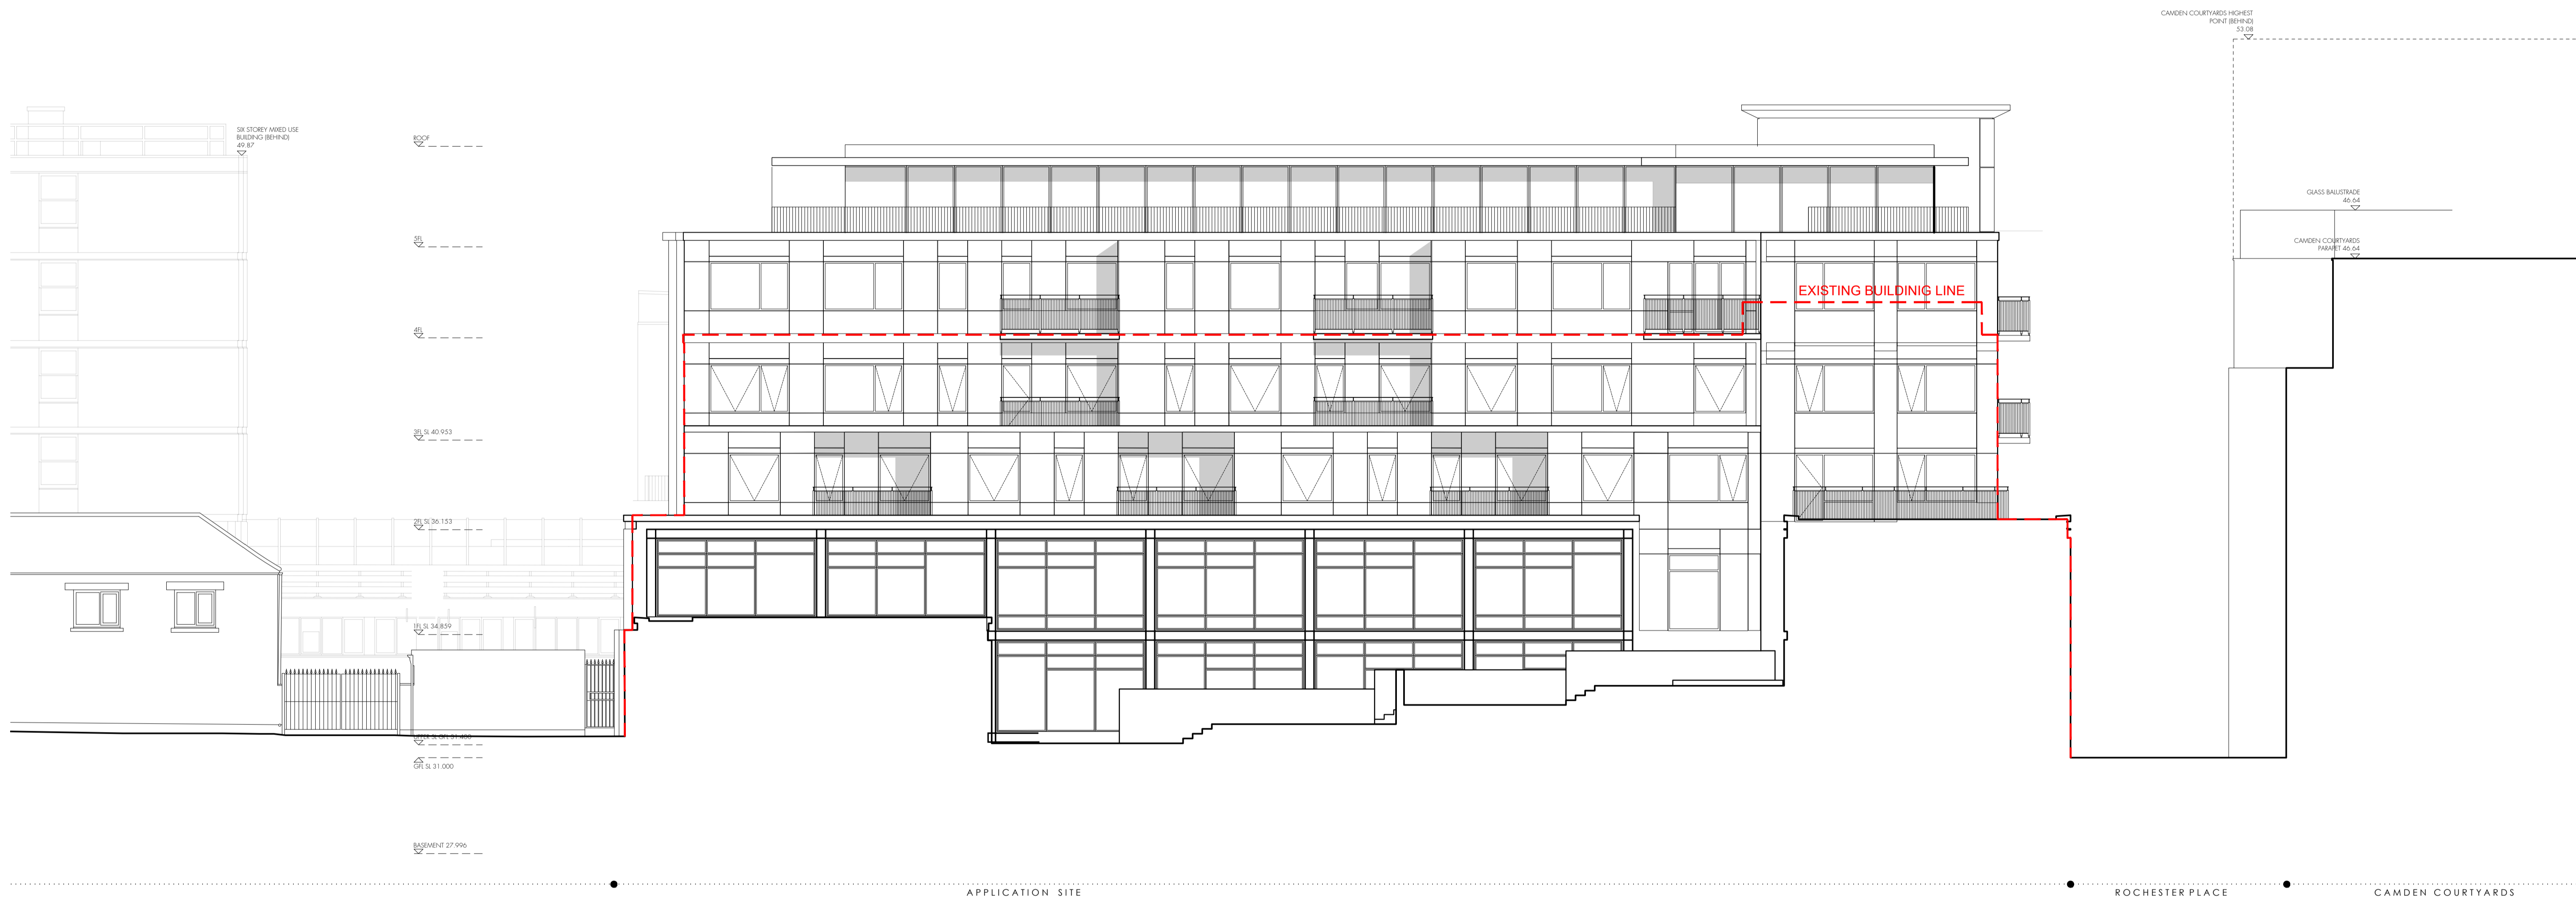 CAMDEN COURTYARDS HIGHEST
POINT (BEHIND)
53.08
SIX STOREY MIXED USE
BUILDING (BEHIND)
49.87
ROOF
GLASS BALUSTRADE
46.64
5FL
CAMDEN COURTYARDS
PARAPET 46.64
EXISTING BUILDINIG LINE
4FL
3FL SL 40.953
2FL SL 36.153
1FL SL 34.859
GFL SL 31.000
BASEMENT 27.996
APPLICATION SITE
ROCHESTER PLACE
CAMDEN COURTYARDS